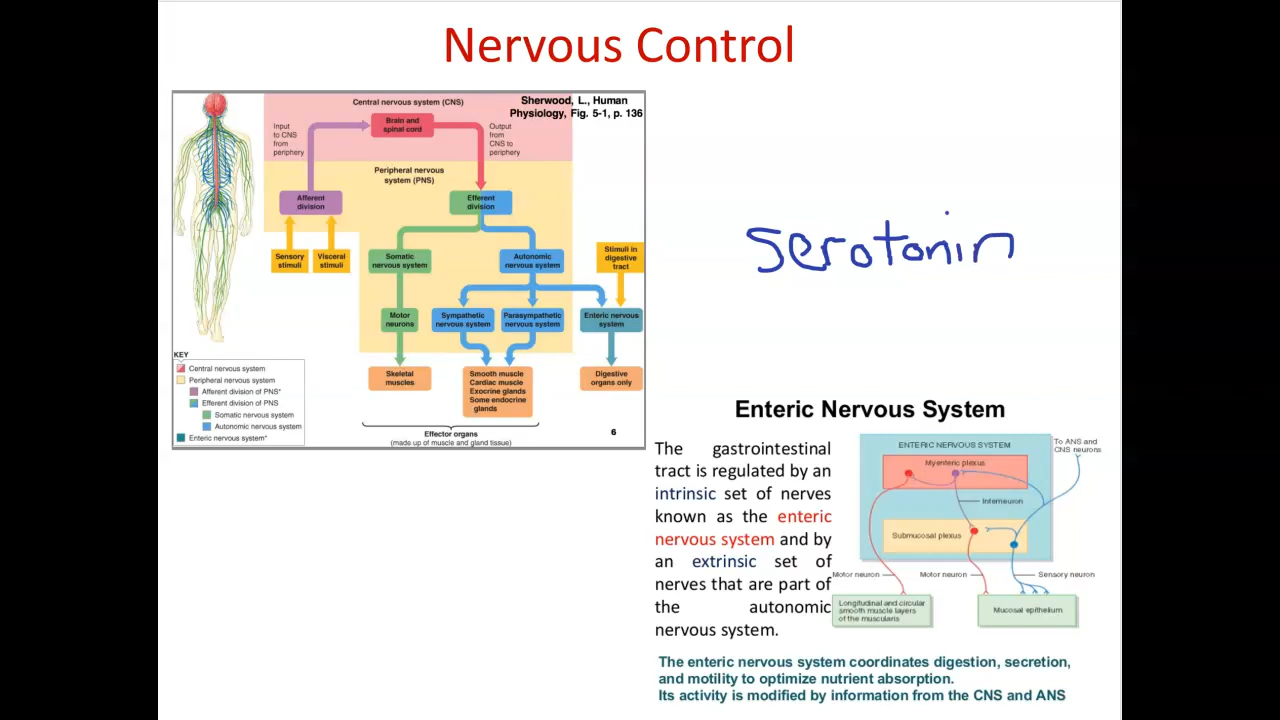 Nervous Control
Sherwood, L., Human
Physiology, Fig. 5-1, p. 136
Central nervous system (CNS)
Input
to CNS
from
periphery
Brain and
spinal cord
Output
from
CNS to
periphery
Peripheral nervous
system (PNS)
Afferent
division
Efferent
division
Sensory
stimuli
Visceral
stimuli
Somatic
nervous system
Autonomic
nervous system
Stimuli in
digestive
tract
Motor
neurons
Sympathetic
nervous system
Parasympathetic
nervous system
Enteric nervous
system
Skeletal
muscles
Smooth muscle
Cardiac muscle
Exocrine glands
Some endocrine
glands
Digestive
organs only
KEY
Central nervous system
Peripheral nervous system
Afferent division of PNS*
Efferent division of PNS
Somatic nervous system
Autonomic nervous system
Enteric nervous system*
Effector organs
(made up of muscle and gland tissue)
6
serotonin
Enteric Nervous System
The gastrointestinal
tract is regulated by an
intrinsic set of nerves
known as the enteric
nervous system and by
an extrinsic set of
nerves that are part of
the autonomic
nervous system.
ENTERIC NERVOUS SYSTEM
To ANS and
CNS neurons
Myenteric plexus
Interneuron
Submucosal plexus
Motor neuron
Motor neuron
Sensory neuron
Longitudinal and circular
smooth muscle layers
of the muscularis
Mucosal epithelium
The enteric nervous system coordinates digestion, secretion,
and motility to optimize nutrient absorption.
Its activity is modified by information from the CNS and ANS